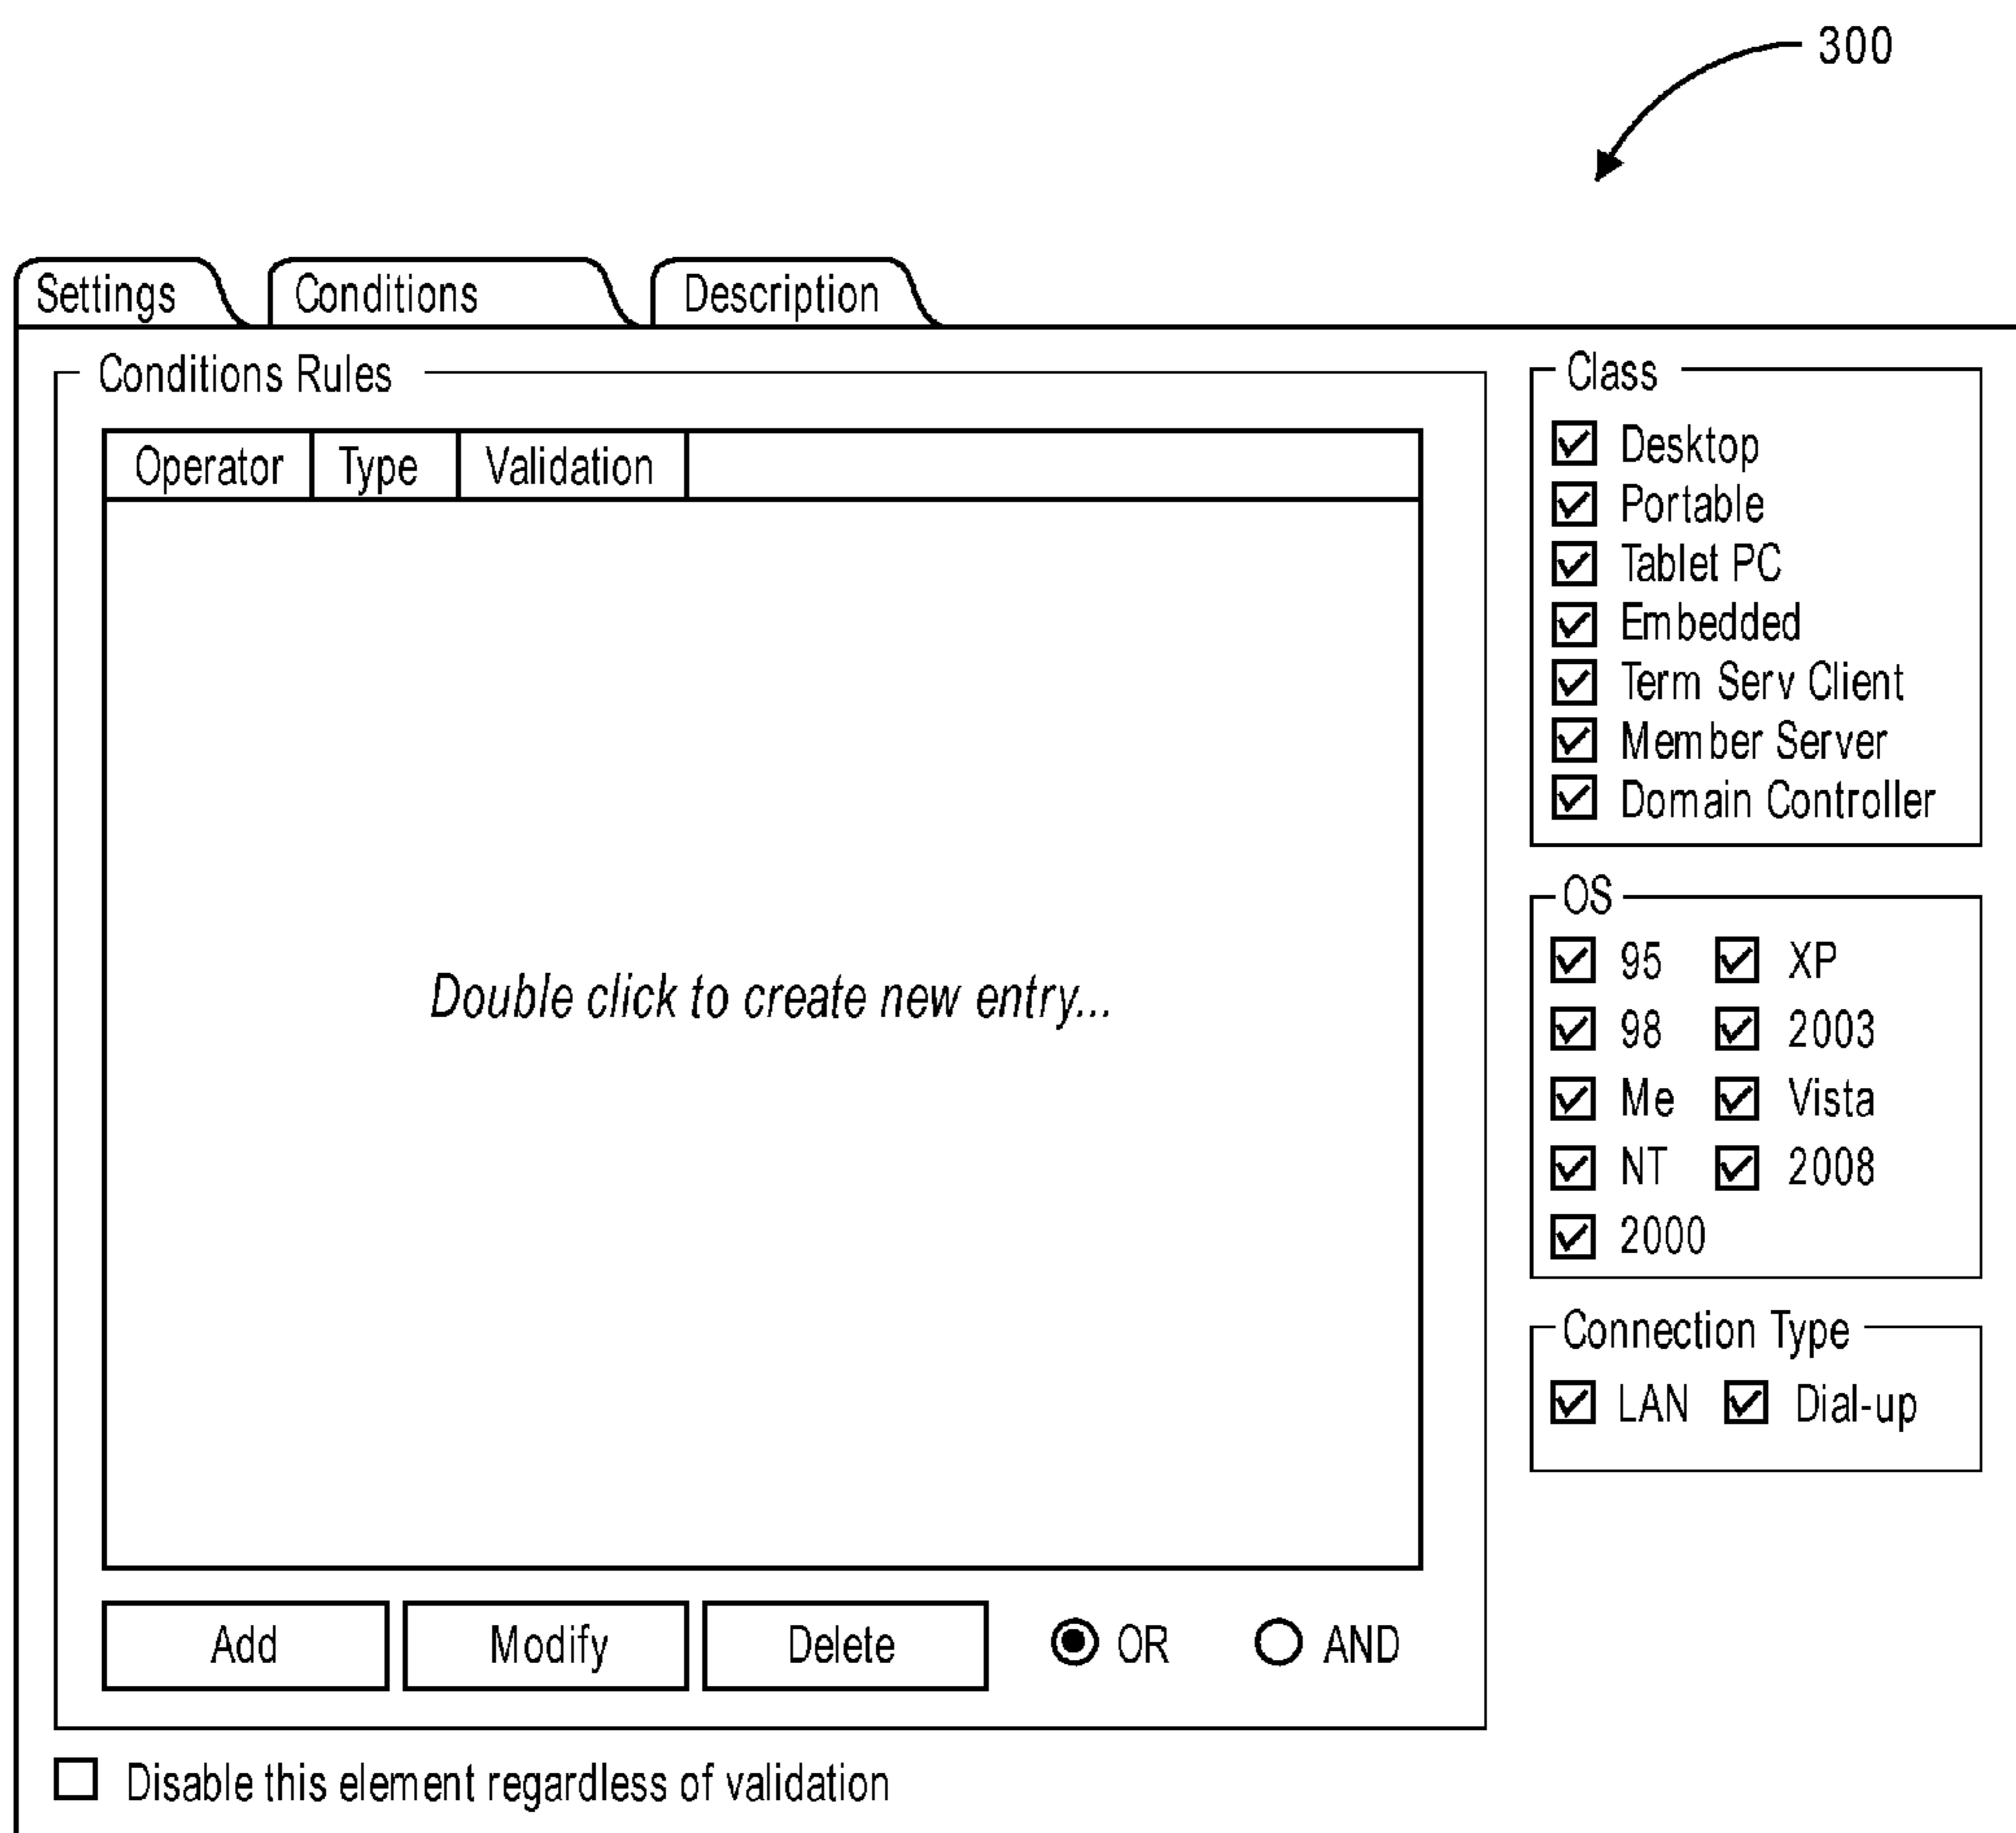 300
Settings
Conditions
Description
Conditions Rules
Operator
Type
Validation
Double click to create new entry...
Add
Modify
Delete
OR
AND
Disable this element regardless of validation
Class
Desktop
Portable
Tablet PC
Embedded
Term Serv Client
Member Server
Domain Controller
OS
95
XP
98
2003
Me
Vista
NT
2008
2000
Connection Type
LAN
Dial-up